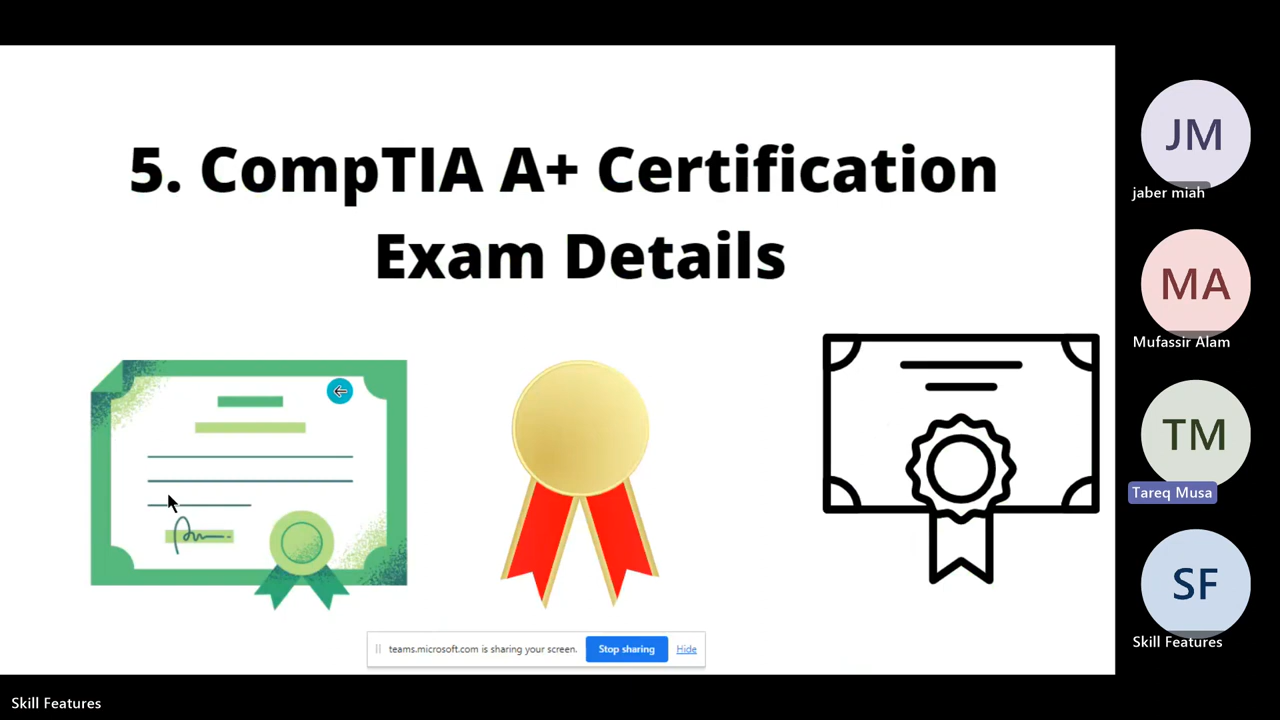 5. CompTIA A+ Certification
Exam Details
JM
jaber miah
MA
Mufassir Alam
TM
Tareq Musa
SF
Skill Features
teams.microsoft.com is sharing your screen.
Stop sharing
Hide
Skill Features